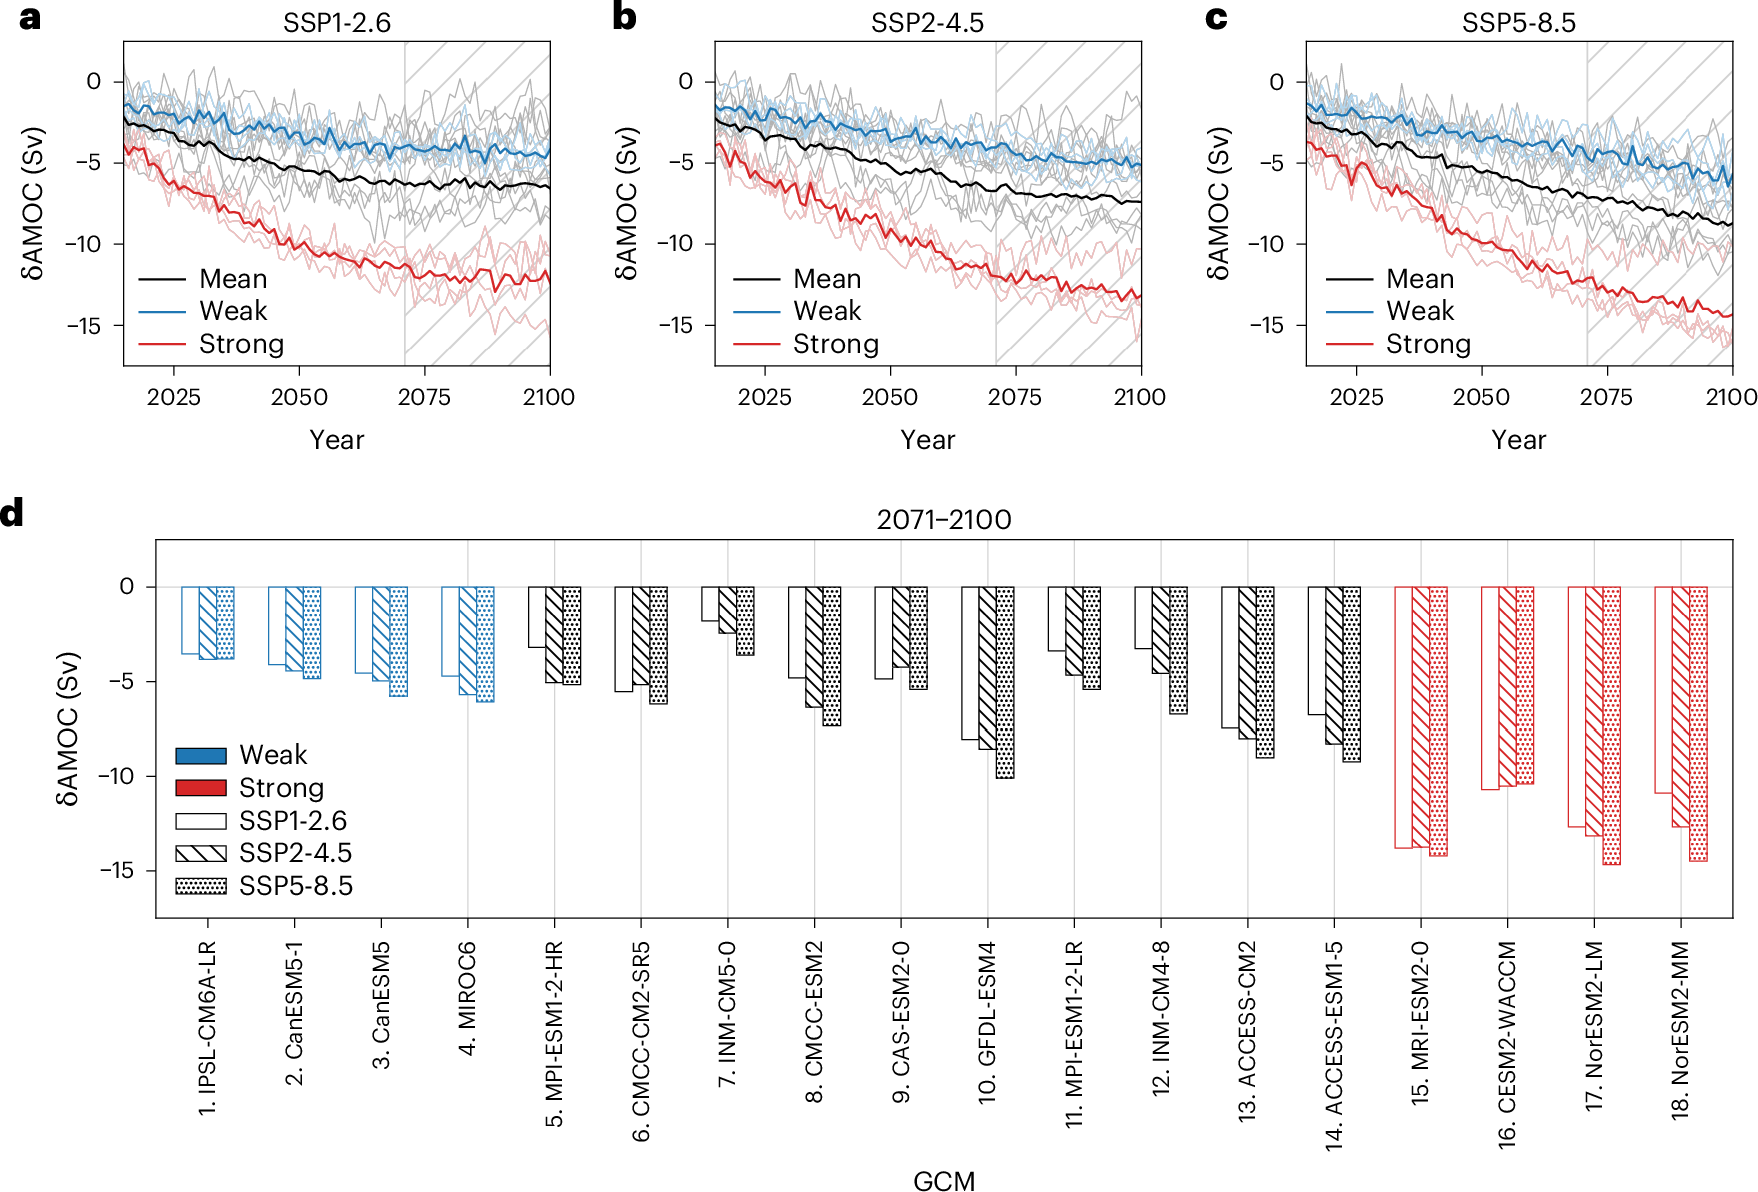 a
SSP1-2.6
0
−5
−10
−15
δAMOC (Sv)
Mean
Weak
Strong
2025
2050
2075
2100
Year
b
SSP2-4.5
0
−5
−10
−15
δAMOC (Sv)
Mean
Weak
Strong
2025
2050
2075
2100
Year
c
SSP5-8.5
0
−5
−10
−15
δAMOC (Sv)
Mean
Weak
Strong
2025
2050
2075
2100
Year
d
2071–2100
0
−5
−10
−15
δAMOC (Sv)
Weak
Strong
SSP1-2.6
SSP2-4.5
SSP5-8.5
1. IPSL-CM6A-LR
2. CanESM5-1
3. CanESM5
4. MIROC6
5. MPI-ESM1-2-HR
6. CMCC-CM2-SR5
7. INM-CM5-0
8. CMCC-ESM2
9. CAS-ESM2-0
10. GFDL-ESM4
11. MPI-ESM1-2-LR
12. INM-CM4-8
13. ACCESS-CM2
14. ACCESS-ESM1-5
15. MRI-ESM2-0
16. CESM2-WACCM
17. NorESM2-LM
18. NorESM2-MM
GCM